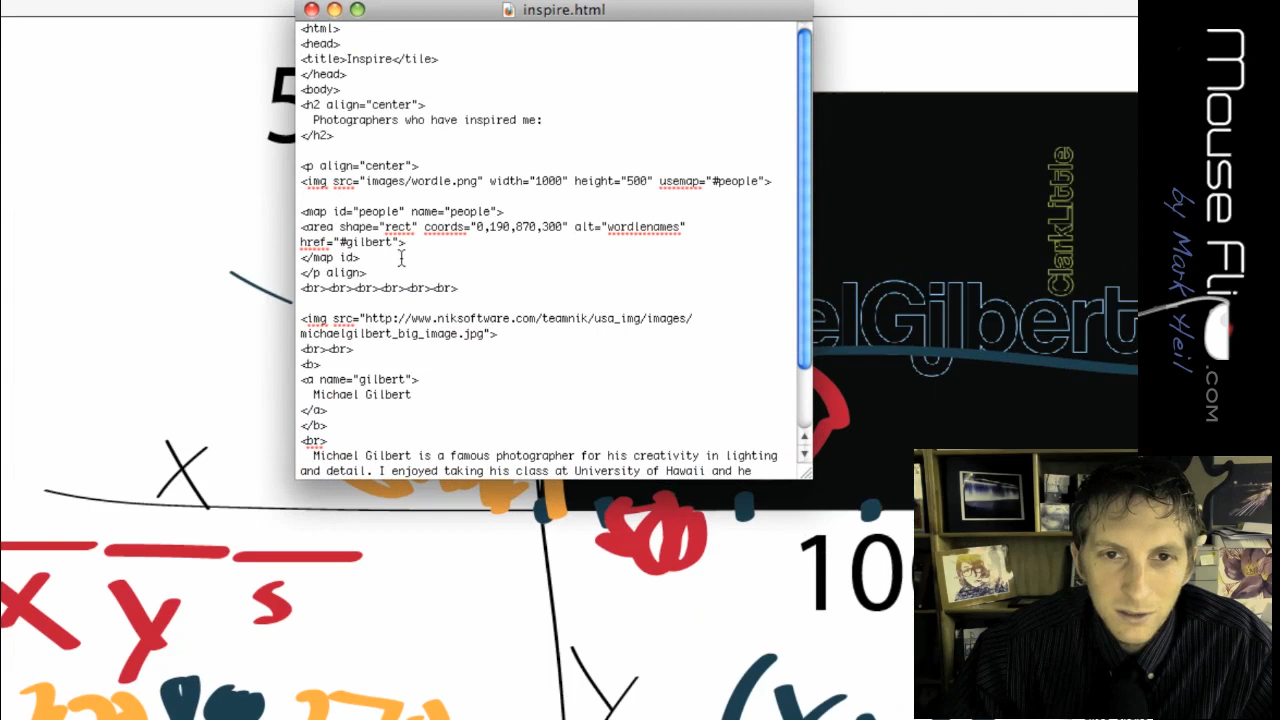 inspire.html
<html>
<head>
<title>Inspire</tile>
</head>
<body>
<h2 align="center">
Photographers who have inspired me:
</h2>
<p align="center">
<img src="images/wordle.png" width="1000" height="500" usemap="#people">
<map id="people" name="people">
<area shape="rect" coords="0,190,870,300" alt="wordlenames"
href="#gilbert">
</map id>
</p align>
<br><br><br><br><br><br>
<img src="http://www.niksoftware.com/teamnik/usa_img/images/
michaelgilbert_big_image.jpg">
<br><br>
<b>
<a name="gilbert">
Michael Gilbert
</a>
</b>
<br>
Michael Gilbert is a famous photographer for his creativity in lighting
and detail. I enjoyed taking his class at University of Hawaii and he
5
ClarkLittle
elGilbert
Mouse Fli
.COM
by Mark Heil
X
x y s
10
Y
(x